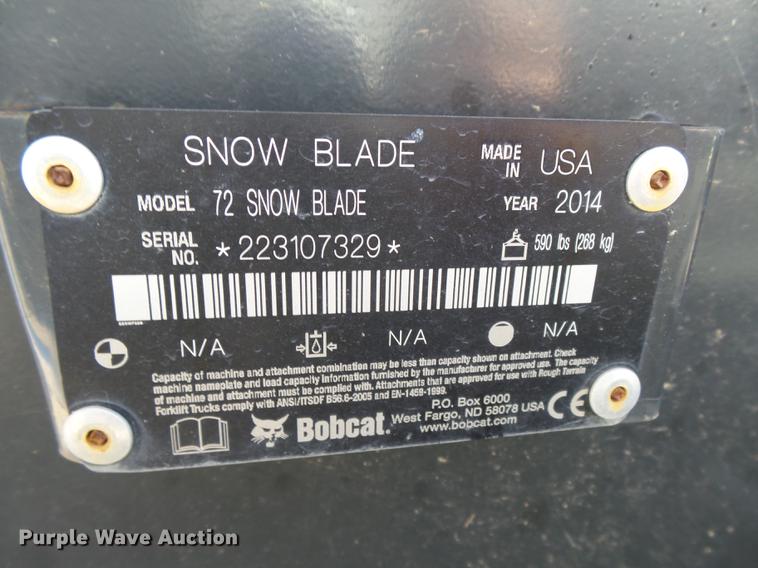 SNOW BLADE MADE IN USA
MODEL 72 SNOW BLADE YEAR 2014
SERIAL NO. *223107329* 590 lbs (268 kg)
N/A N/A N/A
Capacity of machine and attachment combination may be less than capacity shown on attachment. Check
machine nameplate and load capacity information furnished by the manufacturer for approved use. The capacity
of machine and attachment must be complied with. Attachments that are approved for use with Rough Terrain
Forklift Trucks comply with ANSI/ITSDF B56.6-2005 and EN-1459-1999.
Bobcat. P.O. Box 6000
West Fargo, ND 58078 USA CE
www.bobcat.com
Purple Wave Auction